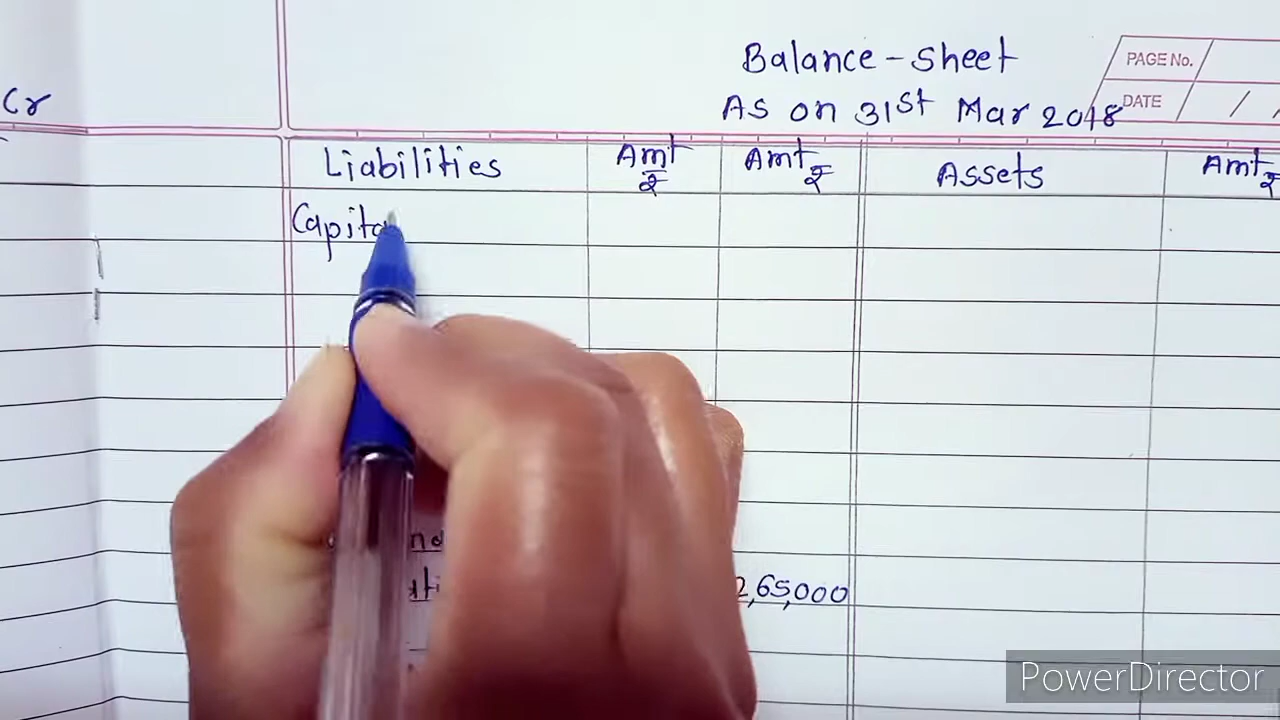 Balance - Sheet
PAGE No.
Cr
As on 31st Mar 2018
DATE / /
Liabilities Amt ₹ Amt ₹ Assets Amt ₹
Capita
2,65,000
PowerDirector